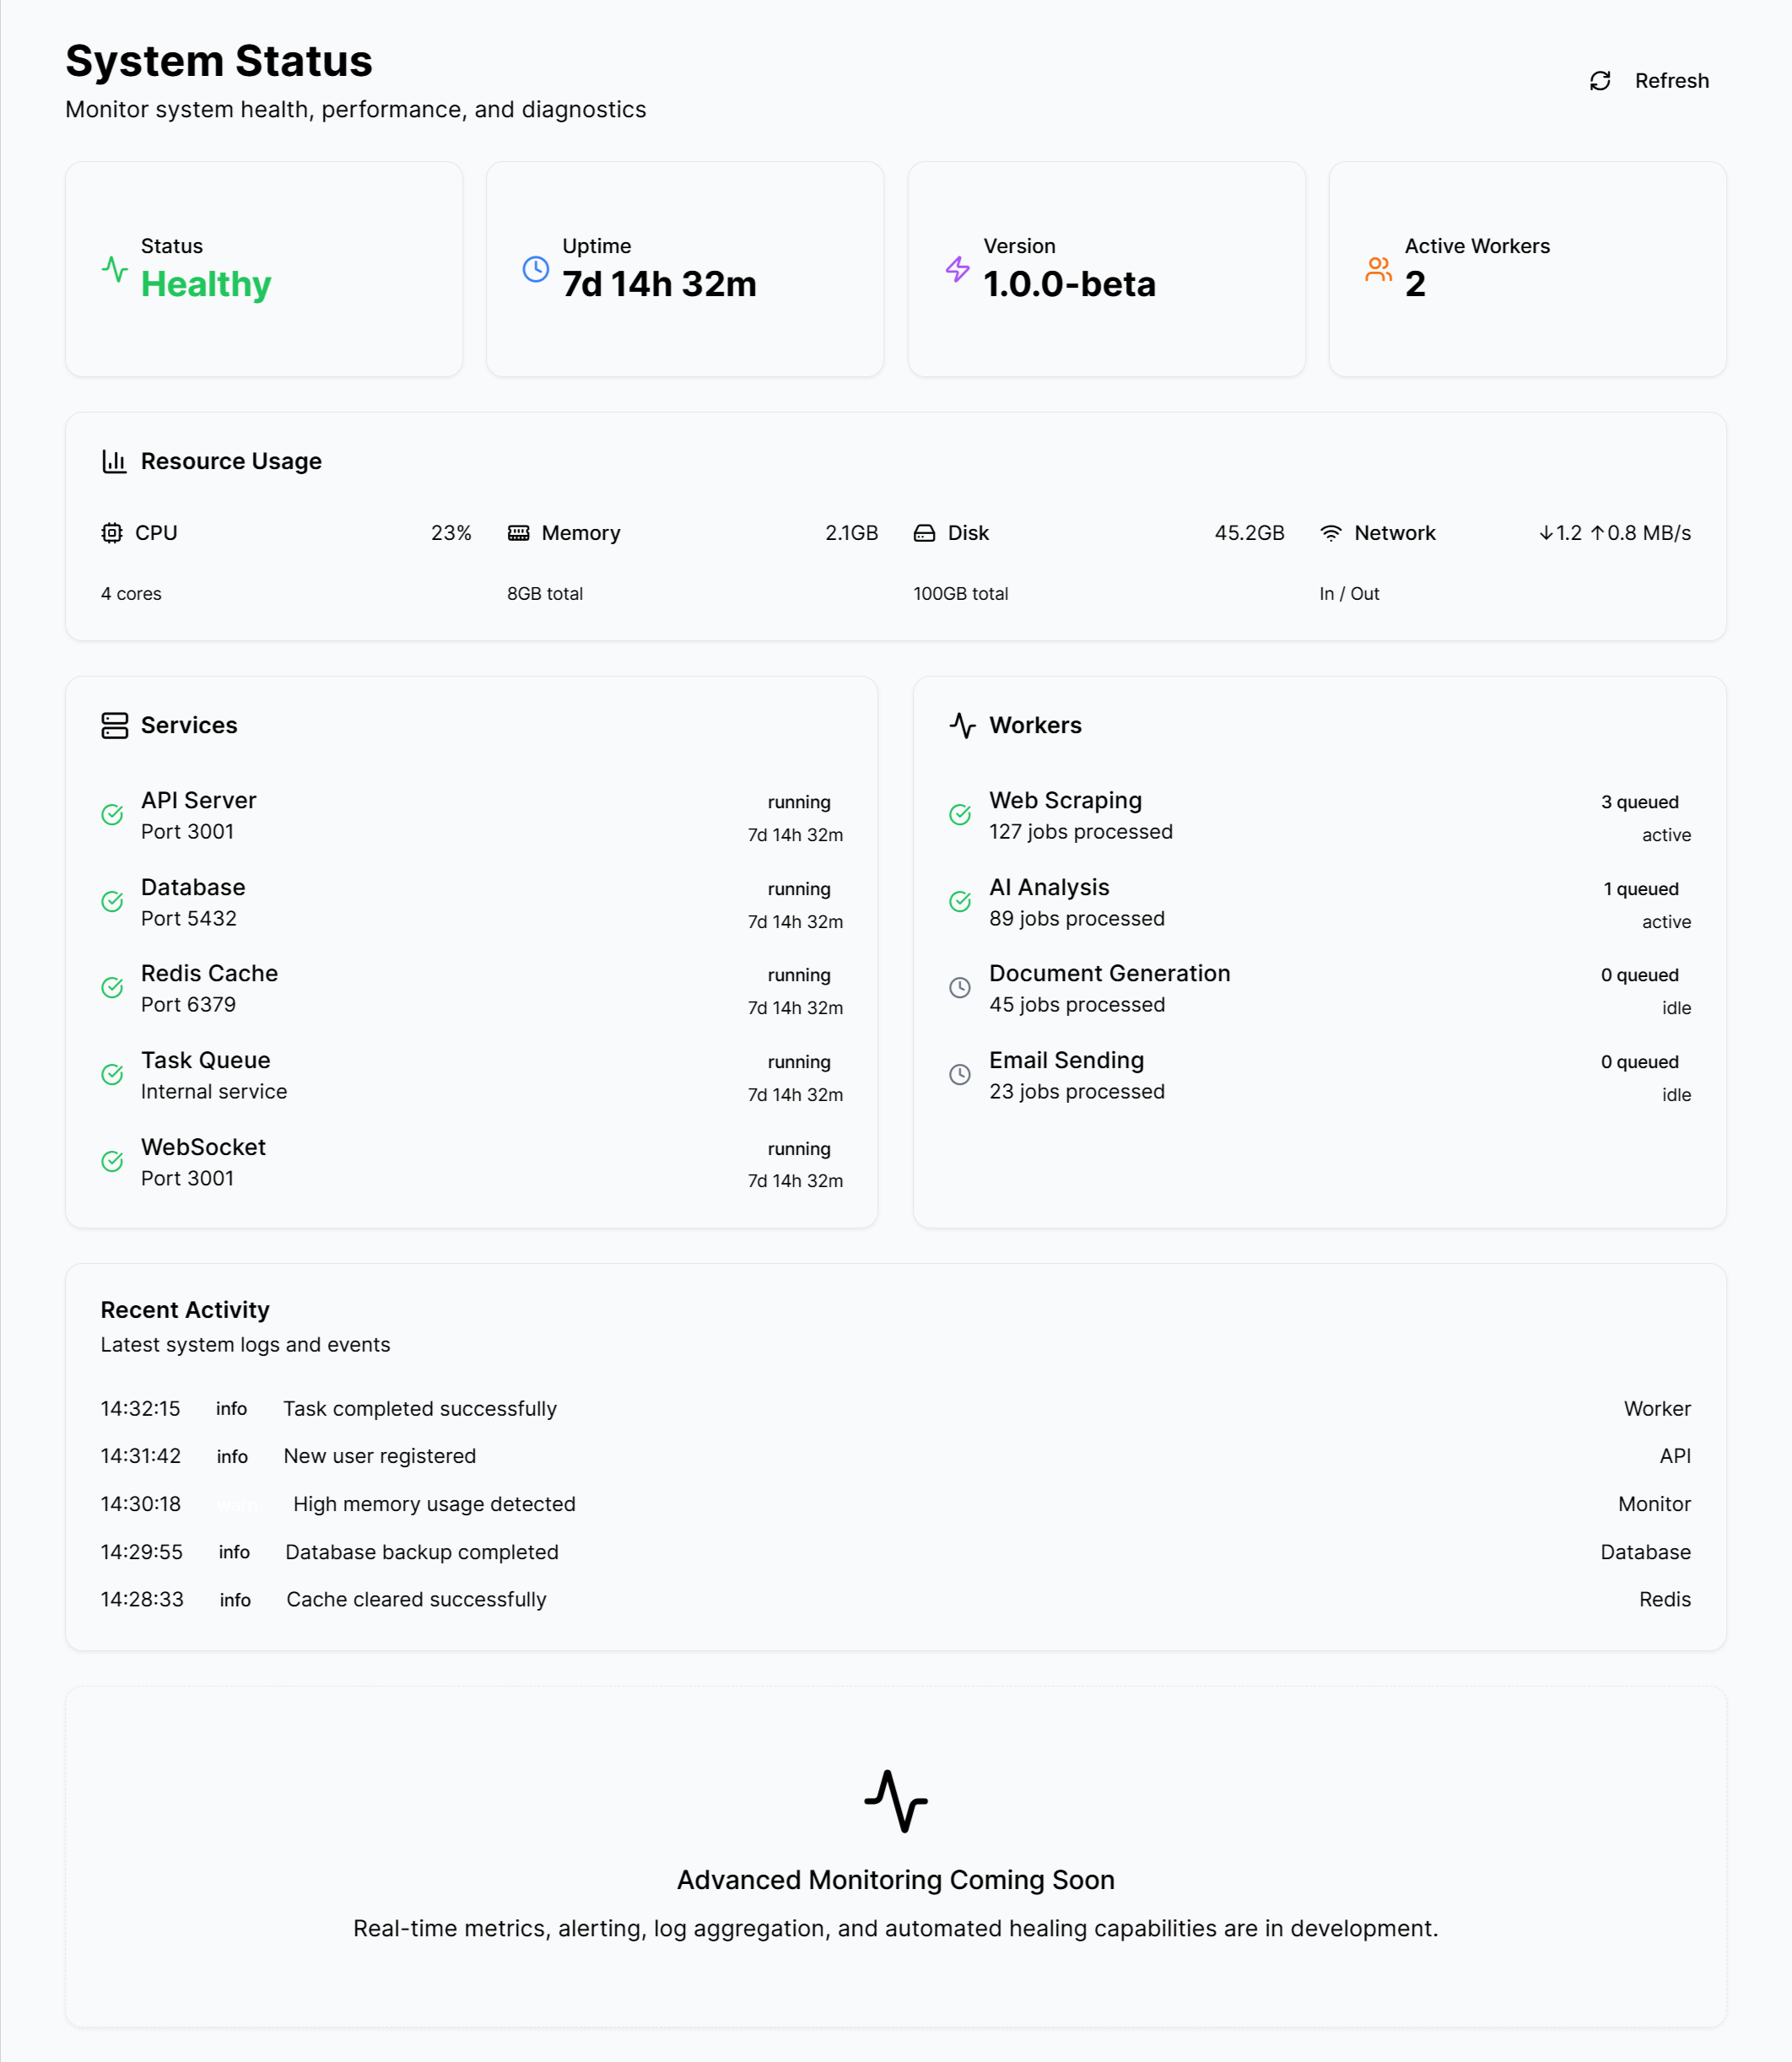 System Status
Monitor system health, performance, and diagnostics
Refresh
Status
Healthy
Uptime
7d 14h 32m
Version
1.0.0-beta
Active Workers
2
Resource Usage
CPU 23%
4 cores
Memory 2.1GB
8GB total
Disk 45.2GB
100GB total
Network ↓1.2 ↑0.8 MB/s
In / Out
Services
API Server running
Port 3001 7d 14h 32m
Database running
Port 5432 7d 14h 32m
Redis Cache running
Port 6379 7d 14h 32m
Task Queue running
Internal service 7d 14h 32m
WebSocket running
Port 3001 7d 14h 32m
Workers
Web Scraping 3 queued
127 jobs processed active
AI Analysis 1 queued
89 jobs processed active
Document Generation 0 queued
45 jobs processed idle
Email Sending 0 queued
23 jobs processed idle
Recent Activity
Latest system logs and events
14:32:15 info Task completed successfully Worker
14:31:42 info New user registered API
14:30:18 warn High memory usage detected Monitor
14:29:55 info Database backup completed Database
14:28:33 info Cache cleared successfully Redis
Advanced Monitoring Coming Soon
Real-time metrics, alerting, log aggregation, and automated healing capabilities are in development.